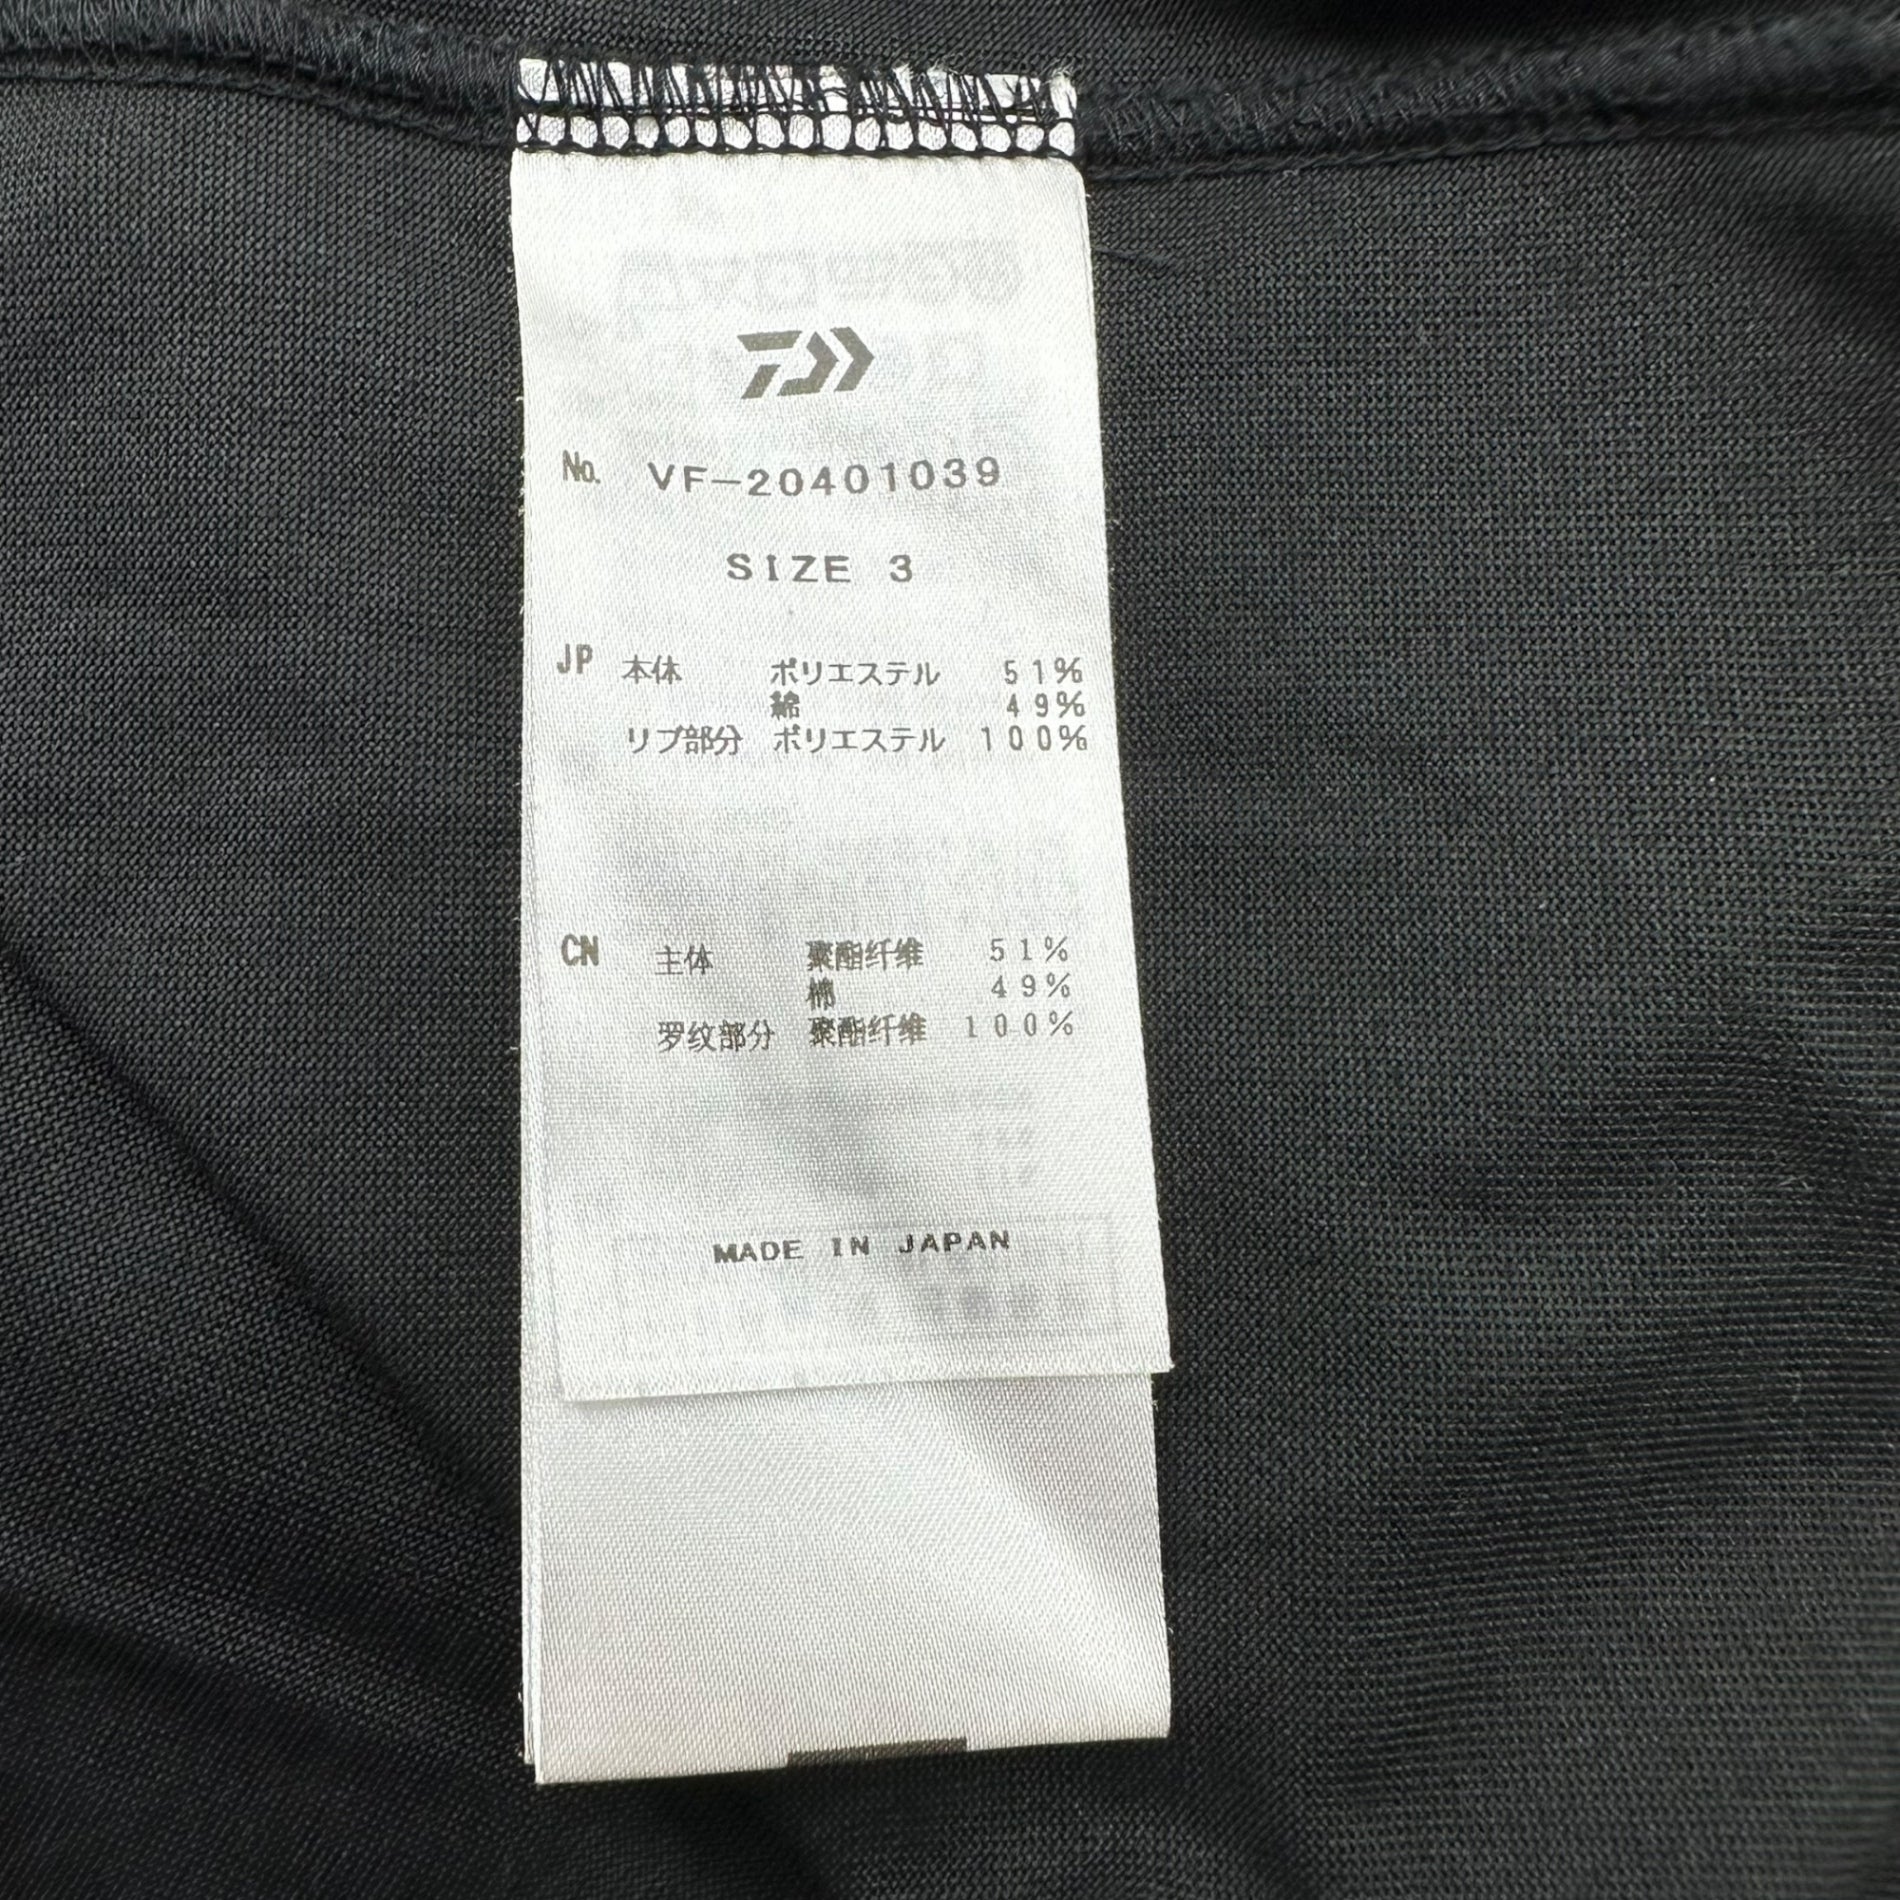 No. VF-20401039
SIZE 3
JP 本体 ポリエステル 51%
綿 49%
リブ部分 ポリエステル 100%
CN 主体 聚酯纤维 51%
棉 49%
罗纹部分 聚酯纤维 100%
MADE IN JAPAN